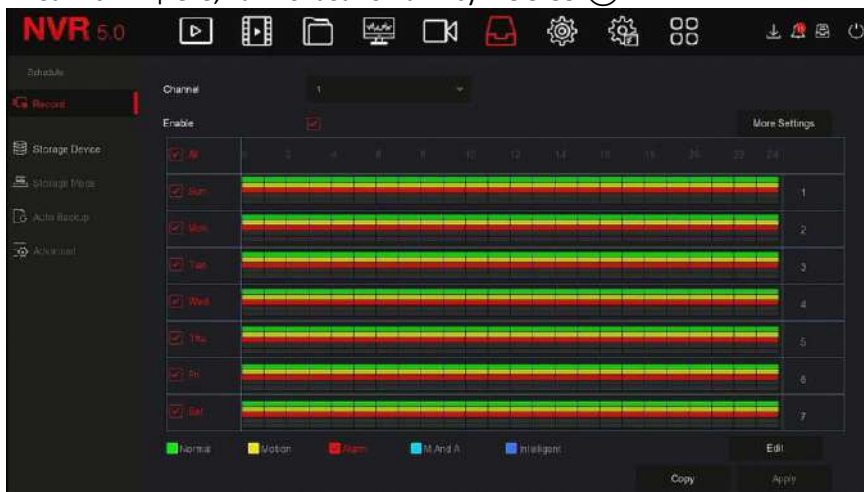 NVR 5.0
Schedule
Record
Storage Device
Storage Mode
Auto Backup
Advanced
Channel 1
Enable
More Settings
All 0 2 4 6 8 10 12 14 16 18 20 22 24
Sun 1
Mon 2
Tue 3
Wed 4
Thu 5
Fri 6
Sat 7
Normal Motion Alarm M And A Intelligent
Edit
Copy Apply